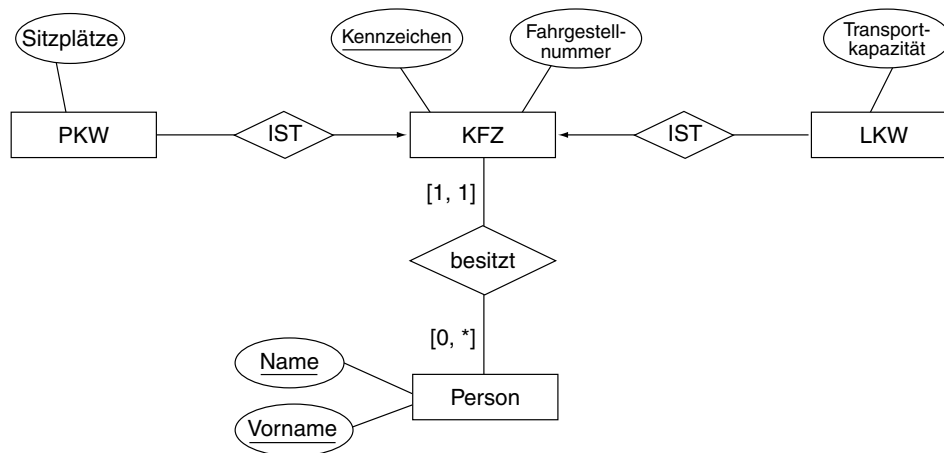 Sitzplätze
Kennzeichen
Fahrgestell-
nummer
Transport-
kapazität
PKW
IST
KFZ
IST
LKW
[1, 1]
besitzt
[0, *]
Name
Person
Vorname